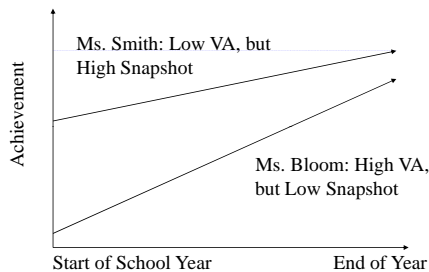 Ms. Smith: Low VA, but
High Snapshot
Achievement
Ms. Bloom: High VA,
but Low Snapshot
Start of School Year
End of Year